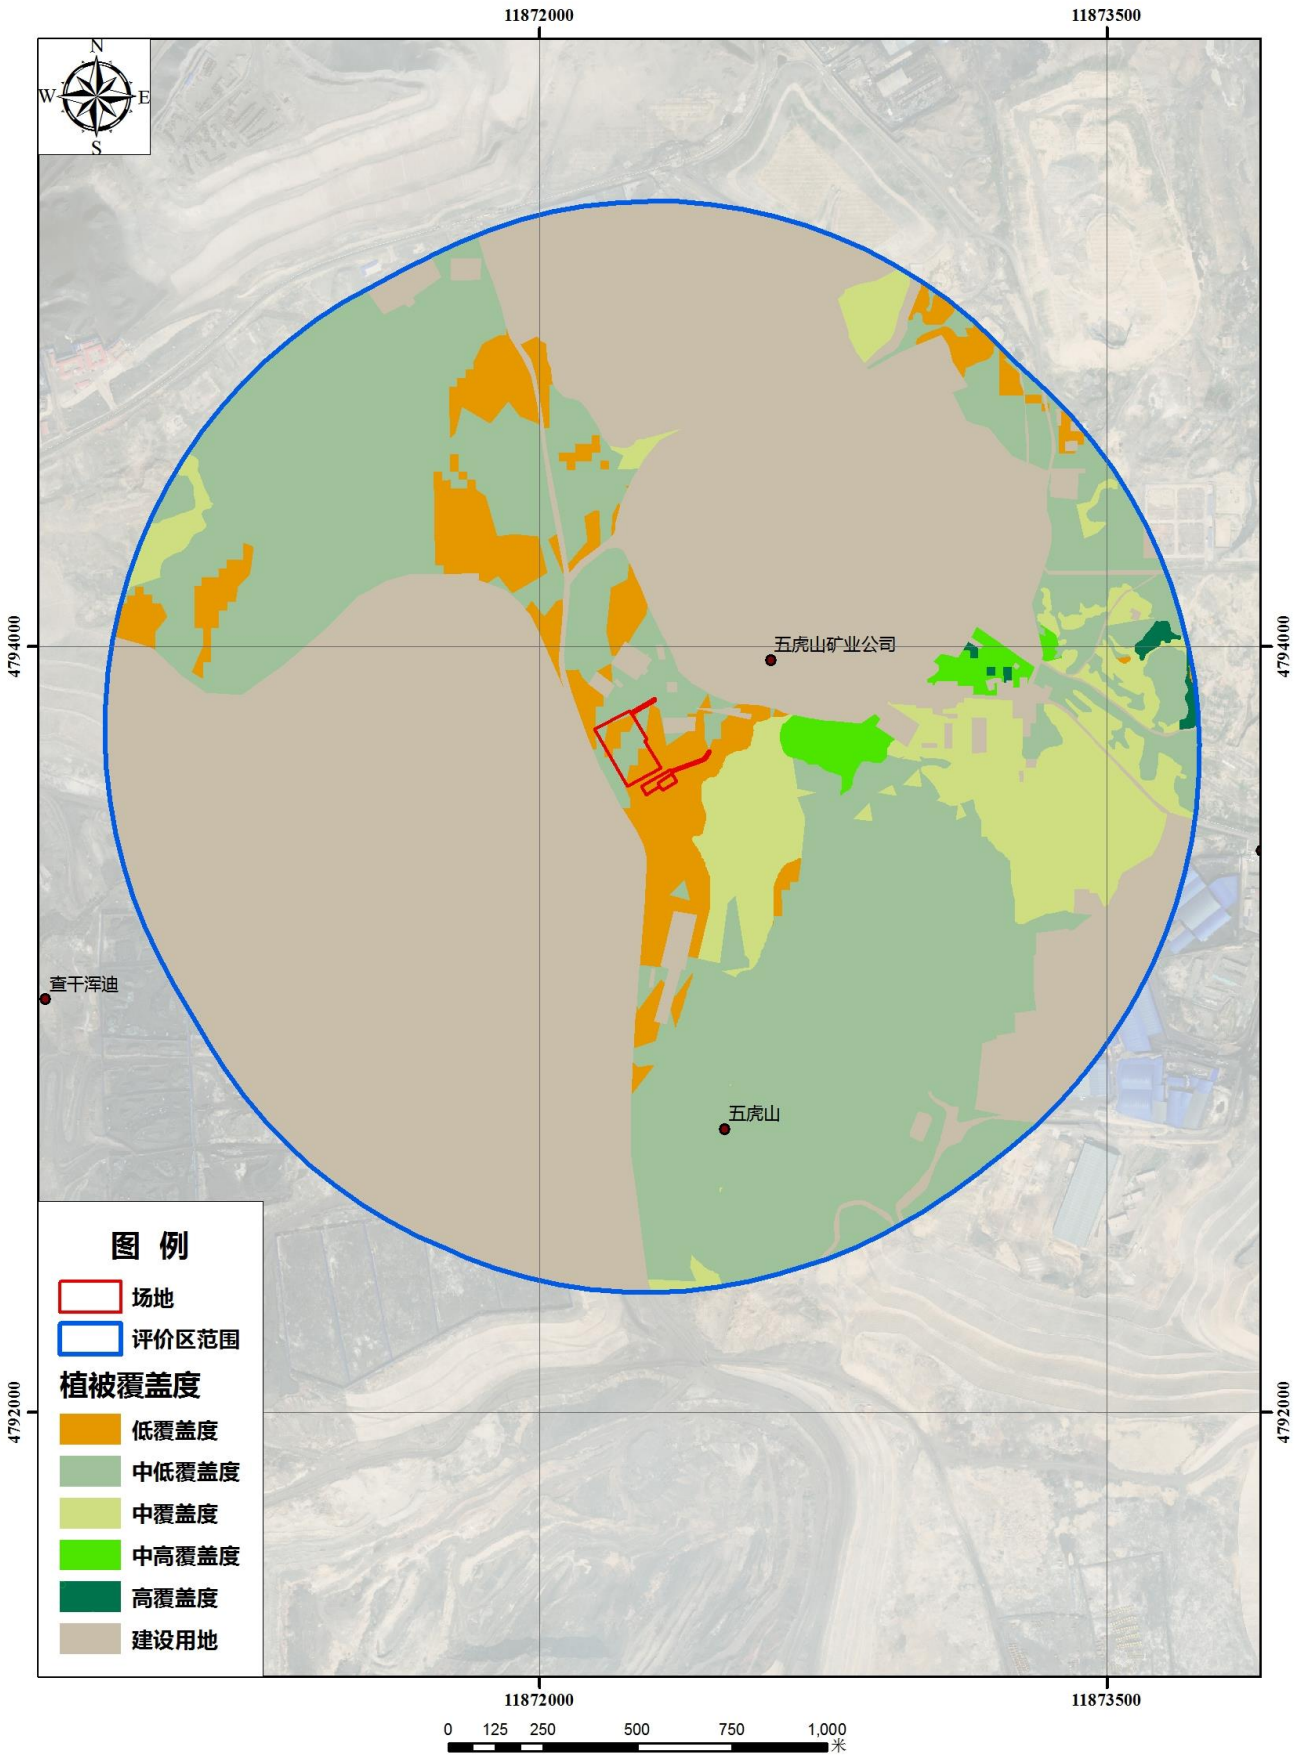 11872000
11873500
N
W
E
S
4794000
4794000
五虎山矿业公司
查干浑迪
五虎山
图 例
场地
评价区范围
植被覆盖度
低覆盖度
中低覆盖度
中覆盖度
中高覆盖度
高覆盖度
建设用地
4792000
4792000
11872000
11873500
0 125 250 500 750 1,000
米